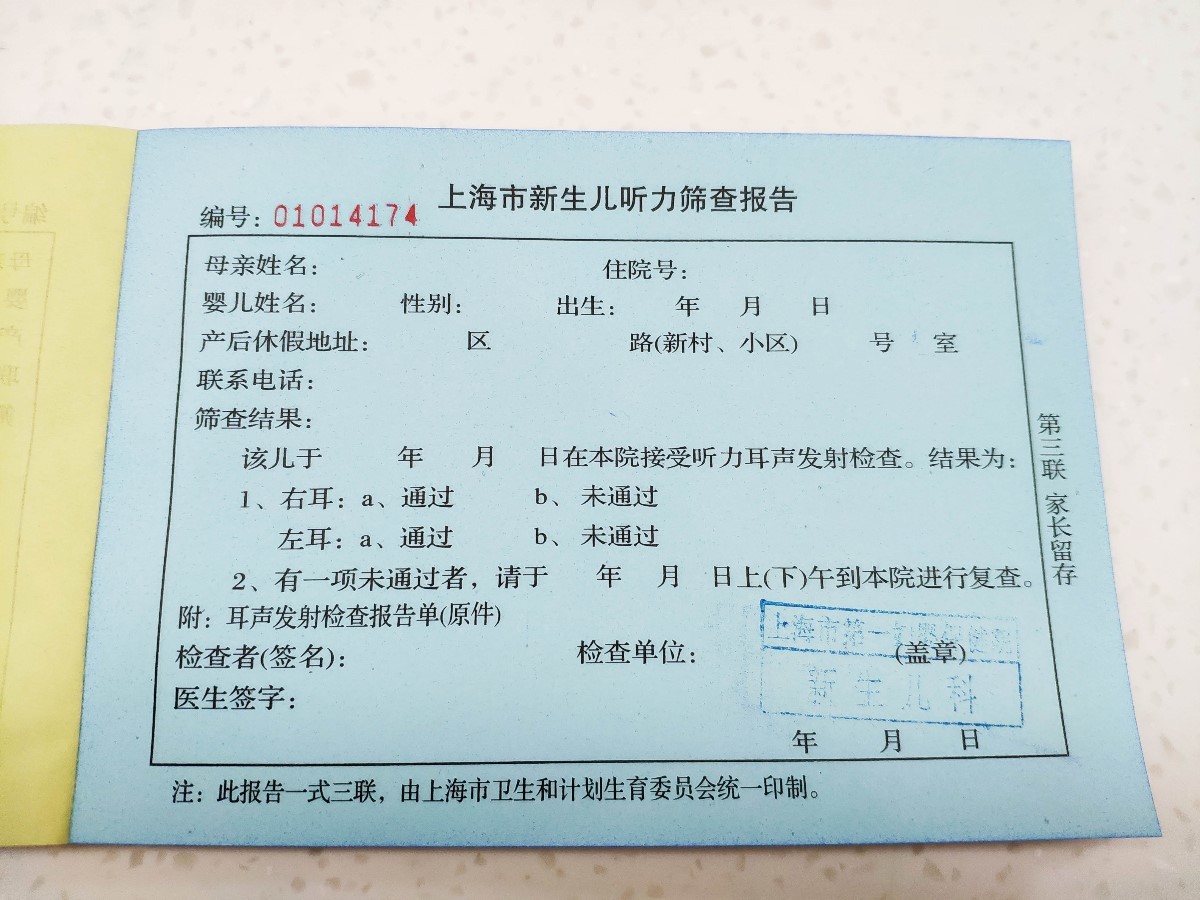 上海市新生儿听力筛查报告
编号：01014174
母亲姓名： 住院号：
婴儿姓名： 性别： 出生： 年 月 日
产后休假地址： 区 路(新村、小区) 号 室
联系电话：
筛查结果：
该儿于 年 月 日在本院接受听力耳声发射检查。结果为：
1、右耳：a、通过 b、未通过
左耳：a、通过 b、未通过
2、有一项未通过者，请于 年 月 日上(下)午到本院进行复查。
附：耳声发射检查报告单(原件)
检查者(签名)： 检查单位： (盖章)
上海市第一妇婴保健院
新生儿科
医生签字：
年 月 日
第三联 家长留存
注：此报告一式三联，由上海市卫生和计划生育委员会统一印制。